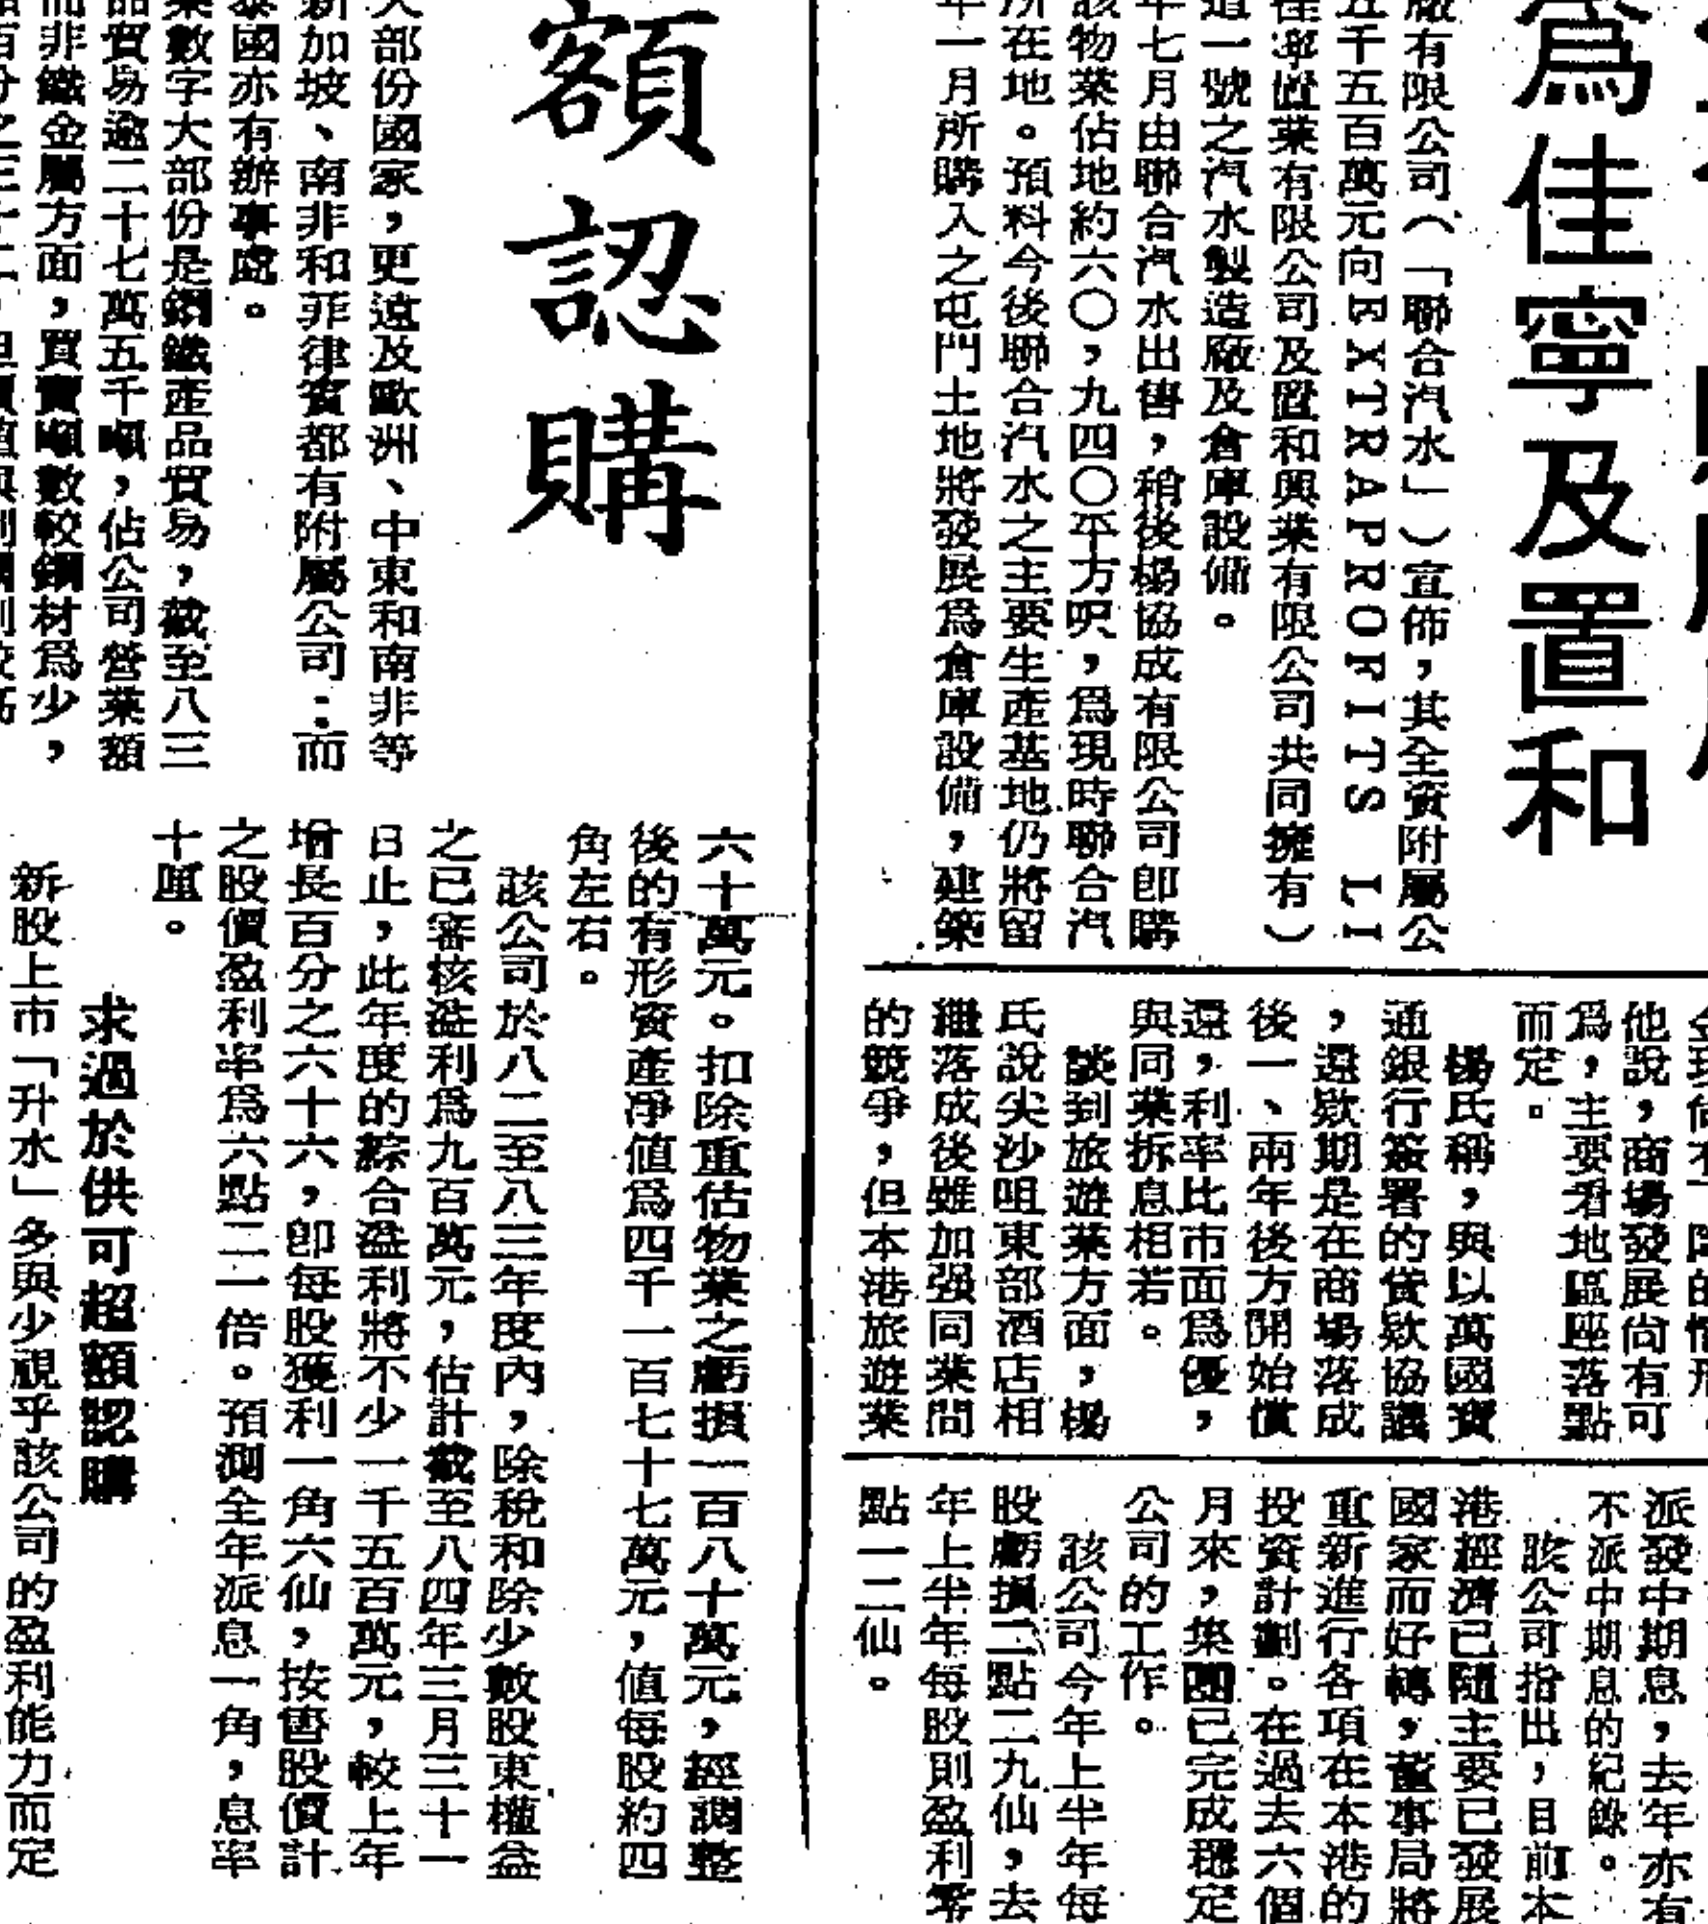 爲佳寧及置和
廠有限公司(「聯合汽水」)宣佈,其全資附屬公
五千五百萬元向EXTRAPROFITS LI
佳寧置業有限公司及置和興業有限公司共同擁有)
道一號之汽水製造廠及倉庫設備。
年七月由聯合汽水出售,稍後楊協成有限公司卽購
該物業佔地約六〇,九四〇平方呎,爲現時聯合汽
所在地。預料今後聯合汽水之主要生產基地仍將留
年一月所購入之屯門土地將發展爲倉庫設備,建築
他說,商場發展尚有可
爲,主要看地區座落點
而定。
楊氏稱,與以萬國寶
通銀行簽署的貸欵協議
,還欵期是在商場落成
後一、兩年後方開始償
還,利率比市面爲優,
與同業拆息相若。
談到旅遊業方面,楊
氏說尖沙咀東部酒店相
繼落成後雖加强同業間
的競爭,但本港旅遊業
派發中期息,去年亦有
不派中期息的紀錄。
該公司指出,目前本
港經濟已隨主要已發展
國家而好轉,董事局將
重新進行各項在本港的
投資計劃。在過去六個
月來,集團已完成穩定
公司的工作。
該公司今年上半年每
股虧損二點二九仙,去
年上半年每股則盈利零
點一二仙。
額認購
大部份國家,更遠及歐洲、中東和南非等
新加坡、南非和菲律賓都有附屬公司;而
泰國亦有辦事處。
業數字大部份是鋼鐵產品貿易,截至八三
品貿易逾二十七萬五千噸,佔公司營業額
而非鐵金屬方面,買賣噸數較鋼材爲少,
六十萬元。扣除重估物業之虧損一百八十萬元,經調整
後的有形資產淨值爲四千一百七十七萬元,值每股約四
角左右。
該公司於八二至八三年度內,除稅和除少數股東權益
之已審核溢利爲九百萬元,估計截至八四年三月三十一
日止,此年度的綜合盈利將不少一千五百萬元,較上年
增長百分之六十六,卽每股獲利一角六仙,按舊股價計
之股價盈利率爲六點二一倍。預測全年派息一角,息率
十厘。
求過於供可超額認購
新股上市「升水」多與少視乎該公司的盈利能力而定